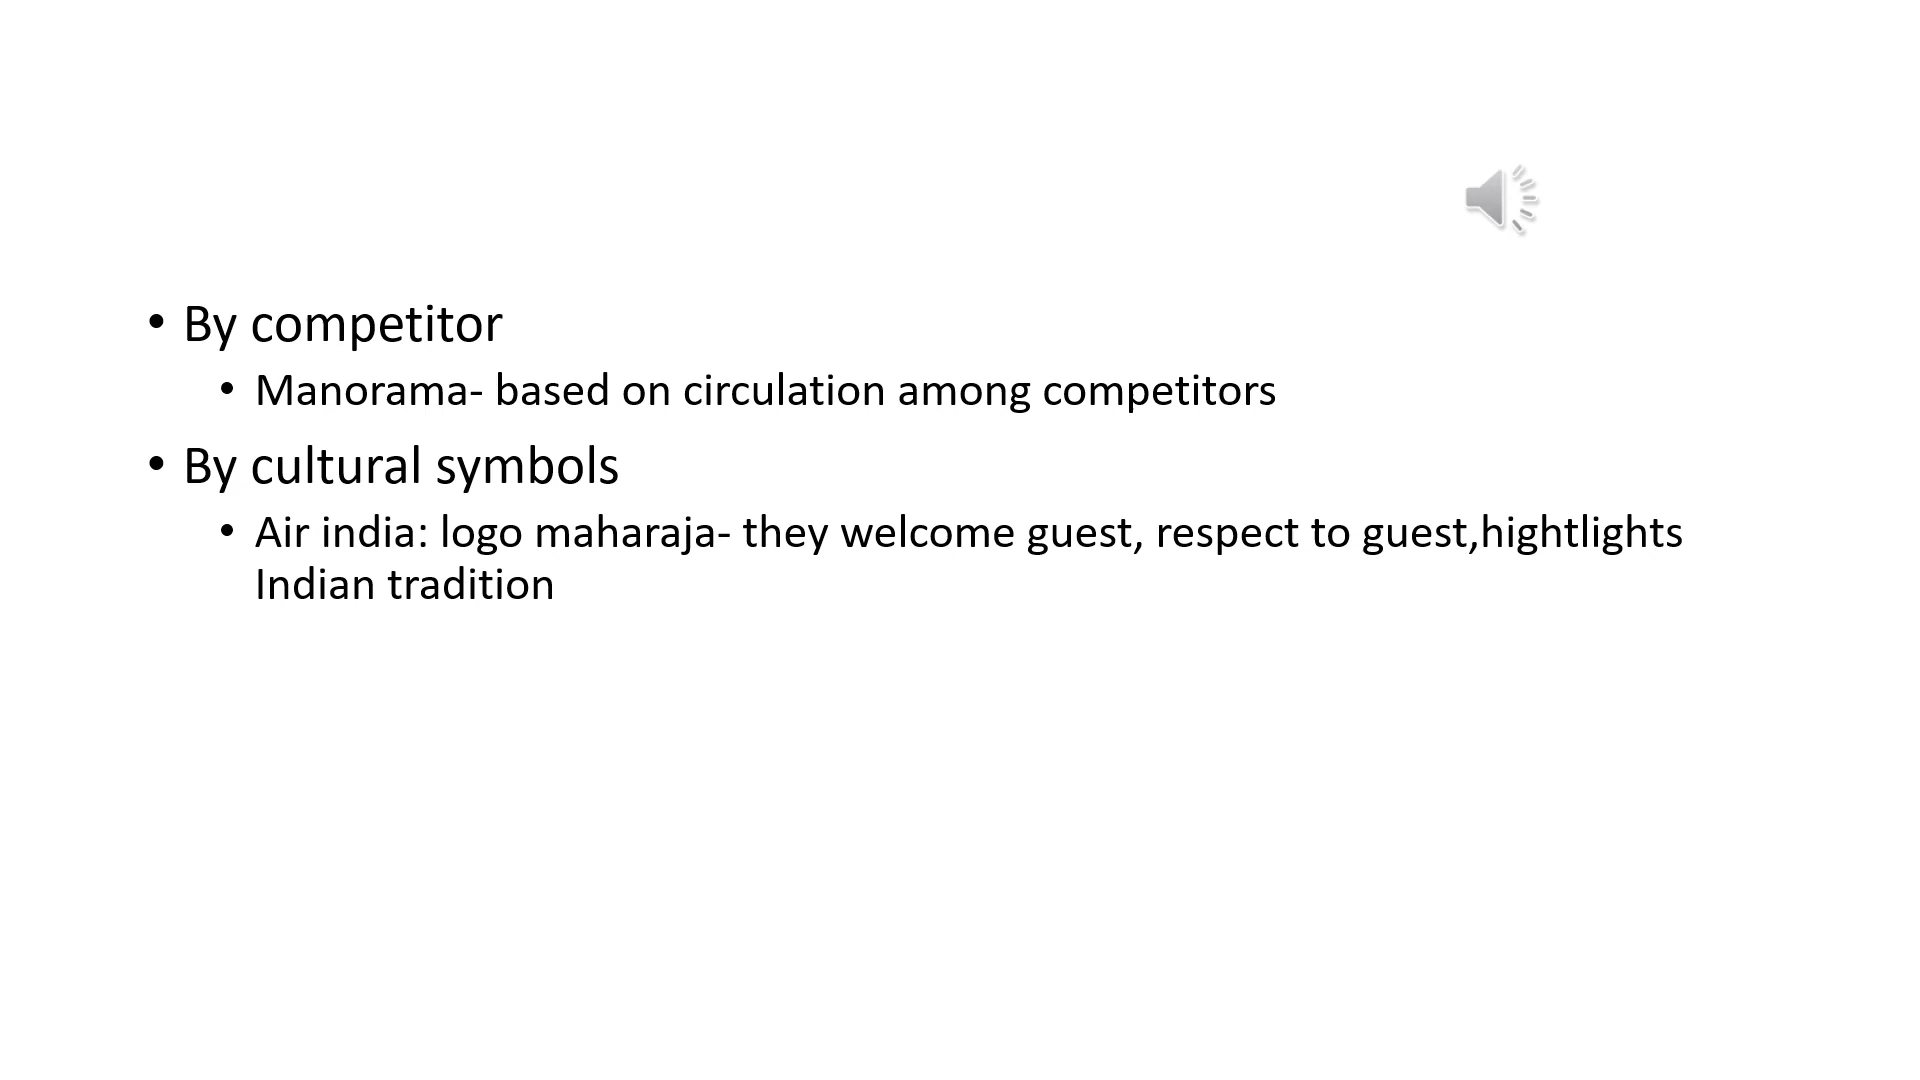 • By competitor
• Manorama- based on circulation among competitors
• By cultural symbols
• Air india: logo maharaja- they welcome guest, respect to guest,hightlights
Indian tradition